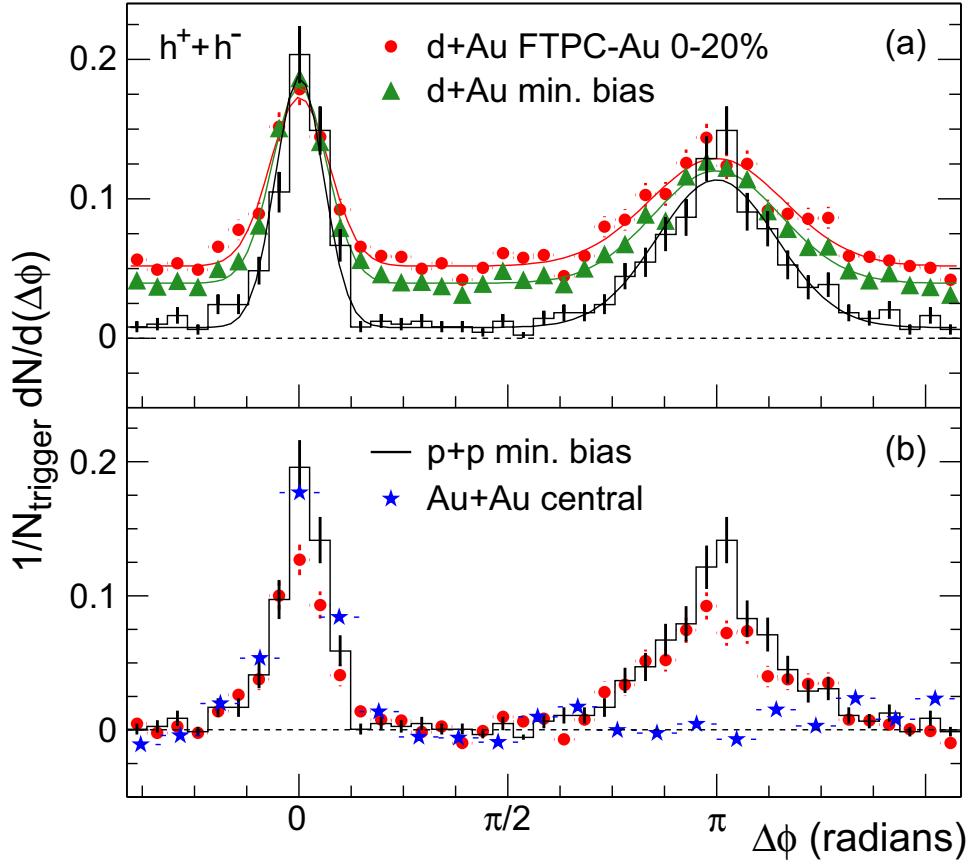 h⁺+h⁻
d+Au FTPC-Au 0-20%
(a)
d+Au min. bias
0.2
0.1
0
1/N_trigger dN/d(Δϕ)
p+p min. bias
(b)
Au+Au central
0.2
0.1
0
0 π/2 π
Δϕ (radians)